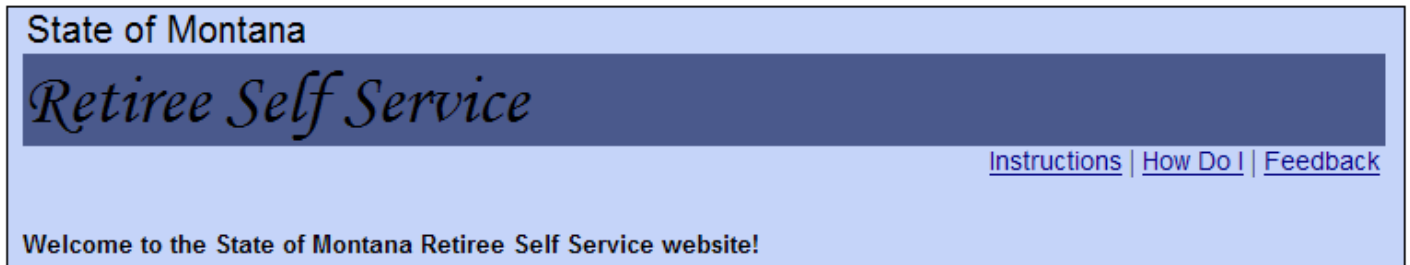 State of Montana
Retiree Self Service
Instructions | How Do I | Feedback
Welcome to the State of Montana Retiree Self Service website!